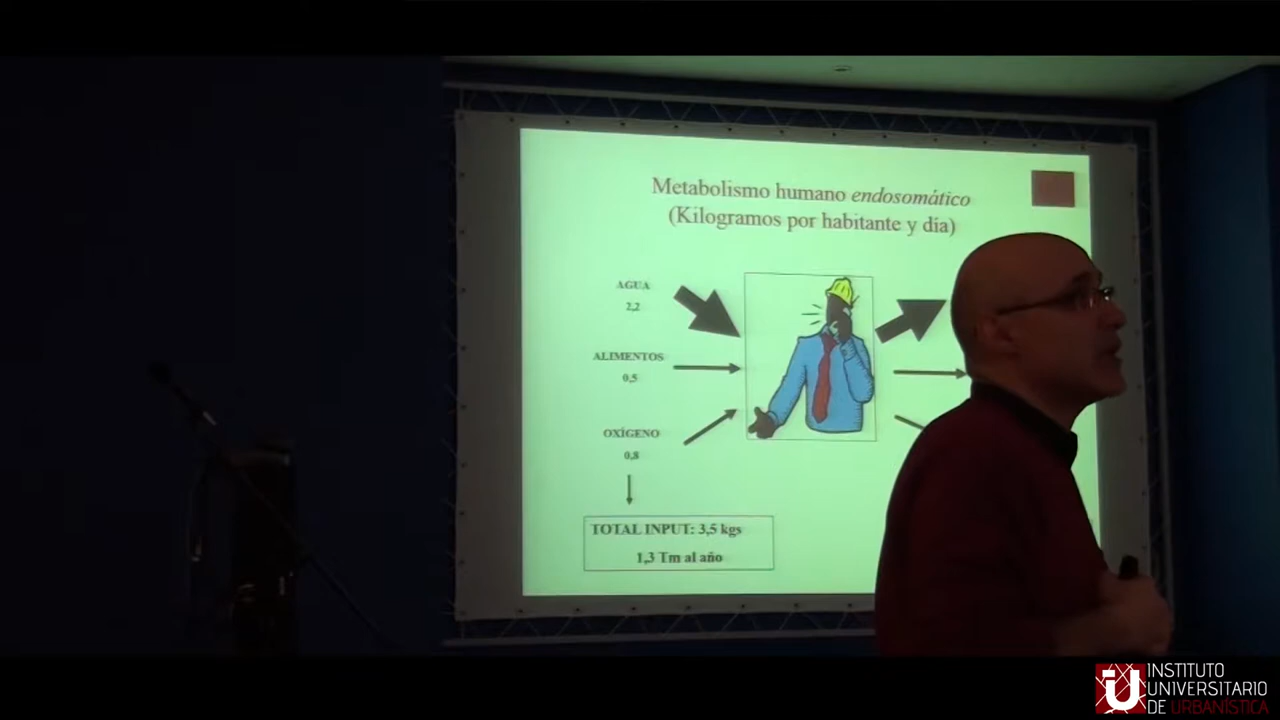 Metabolismo humano endosomático
(Kilogramos por habitante y día)
AGUA
2,2
ALIMENTOS
0,5
OXÍGENO
0,8
TOTAL INPUT: 3,5 kgs
1,3 Tm al año
INSTITUTO
UNIVERSITARIO
DE URBANÍSTICA